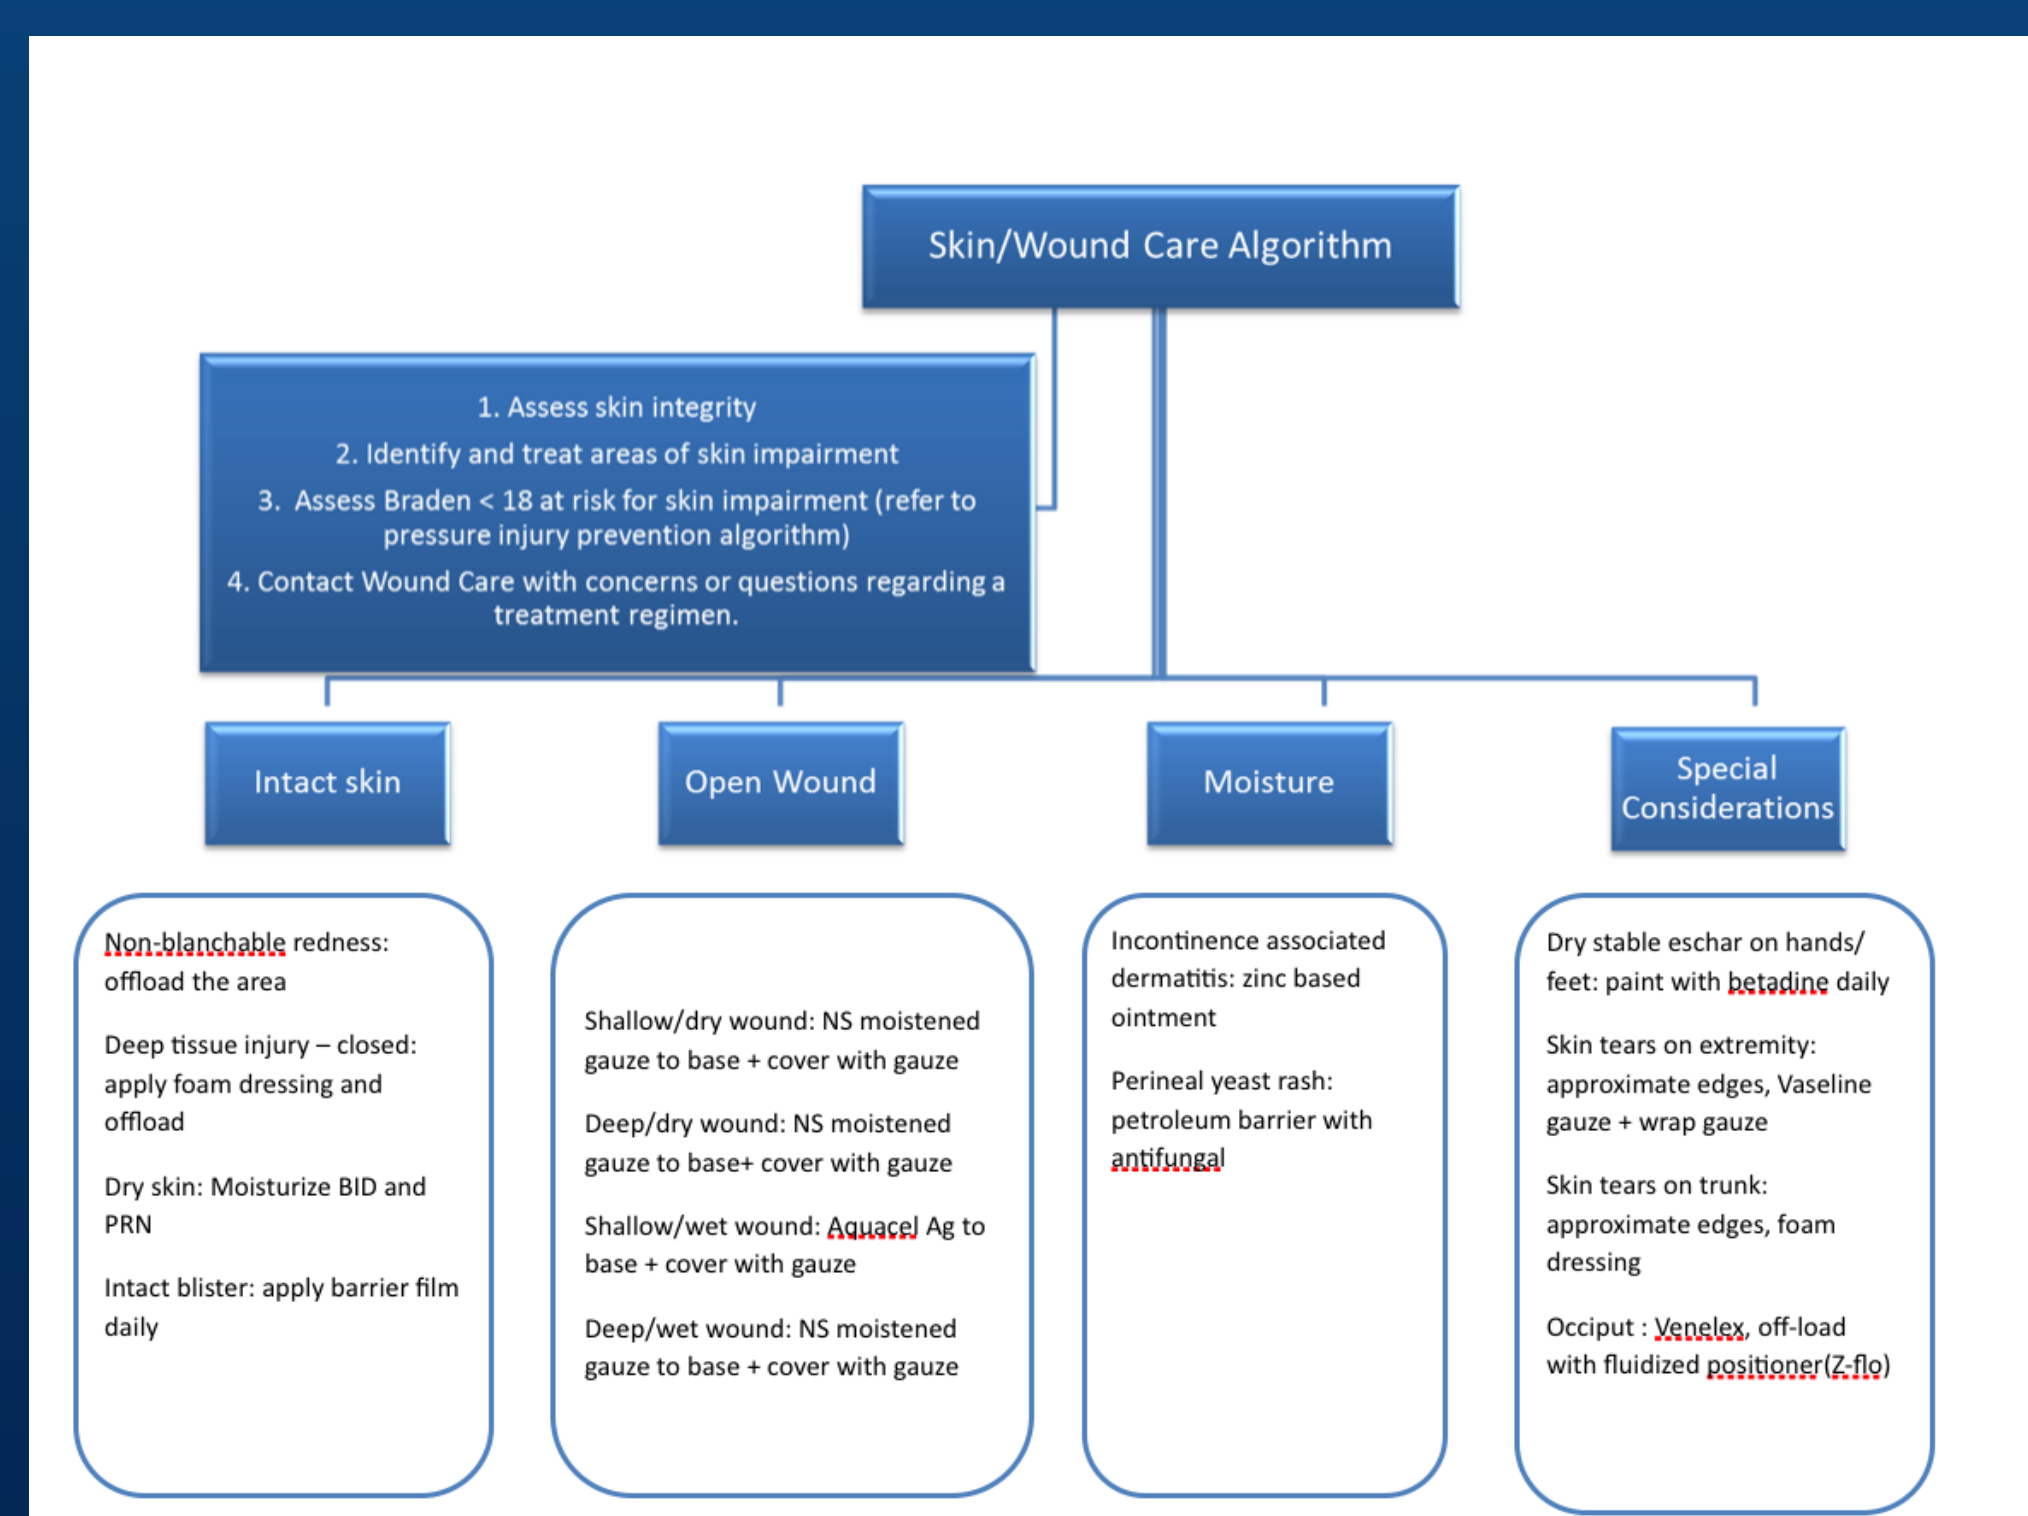 Skin/Wound Care Algorithm
1. Assess skin integrity
2. Identify and treat areas of skin impairment
3. Assess Braden < 18 at risk for skin impairment (refer to
pressure injury prevention algorithm)
4. Contact Wound Care with concerns or questions regarding a
treatment regimen.
Intact skin
Open Wound
Moisture
Special
Considerations
Non-blanchable redness:
offload the area
Deep tissue injury – closed:
apply foam dressing and
offload
Dry skin: Moisturize BID and
PRN
Intact blister: apply barrier film
daily
Shallow/dry wound: NS moistened
gauze to base + cover with gauze
Deep/dry wound: NS moistened
gauze to base+ cover with gauze
Shallow/wet wound: Aquacel Ag to
base + cover with gauze
Deep/wet wound: NS moistened
gauze to base + cover with gauze
Incontinence associated
dermatitis: zinc based
ointment
Perineal yeast rash:
petroleum barrier with
antifungal
Dry stable eschar on hands/
feet: paint with betadine daily
Skin tears on extremity:
approximate edges, Vaseline
gauze + wrap gauze
Skin tears on trunk:
approximate edges, foam
dressing
Occiput : Venelex, off-load
with fluidized positioner(Z-flo)